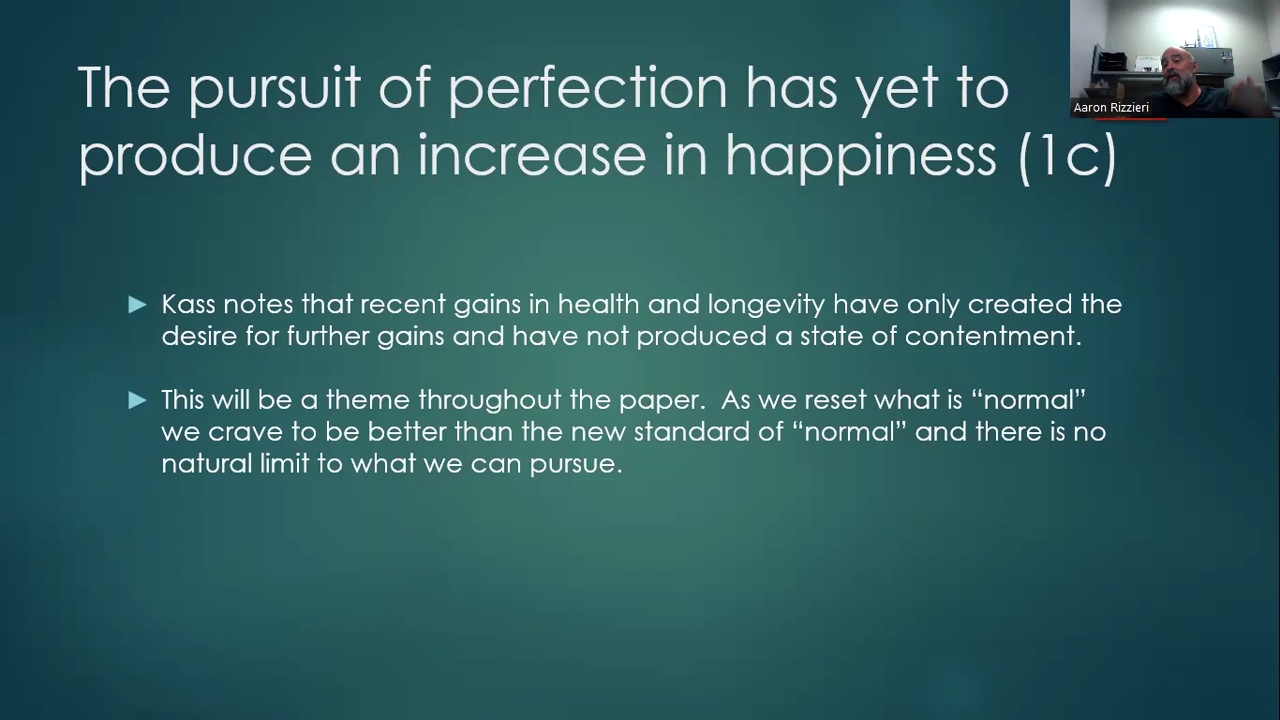 The pursuit of perfection has yet to
produce an increase in happiness (1c)
Aaron Rizzieri
Kass notes that recent gains in health and longevity have only created the
desire for further gains and have not produced a state of contentment.
This will be a theme throughout the paper.  As we reset what is “normal”
we crave to be better than the new standard of “normal” and there is no
natural limit to what we can pursue.